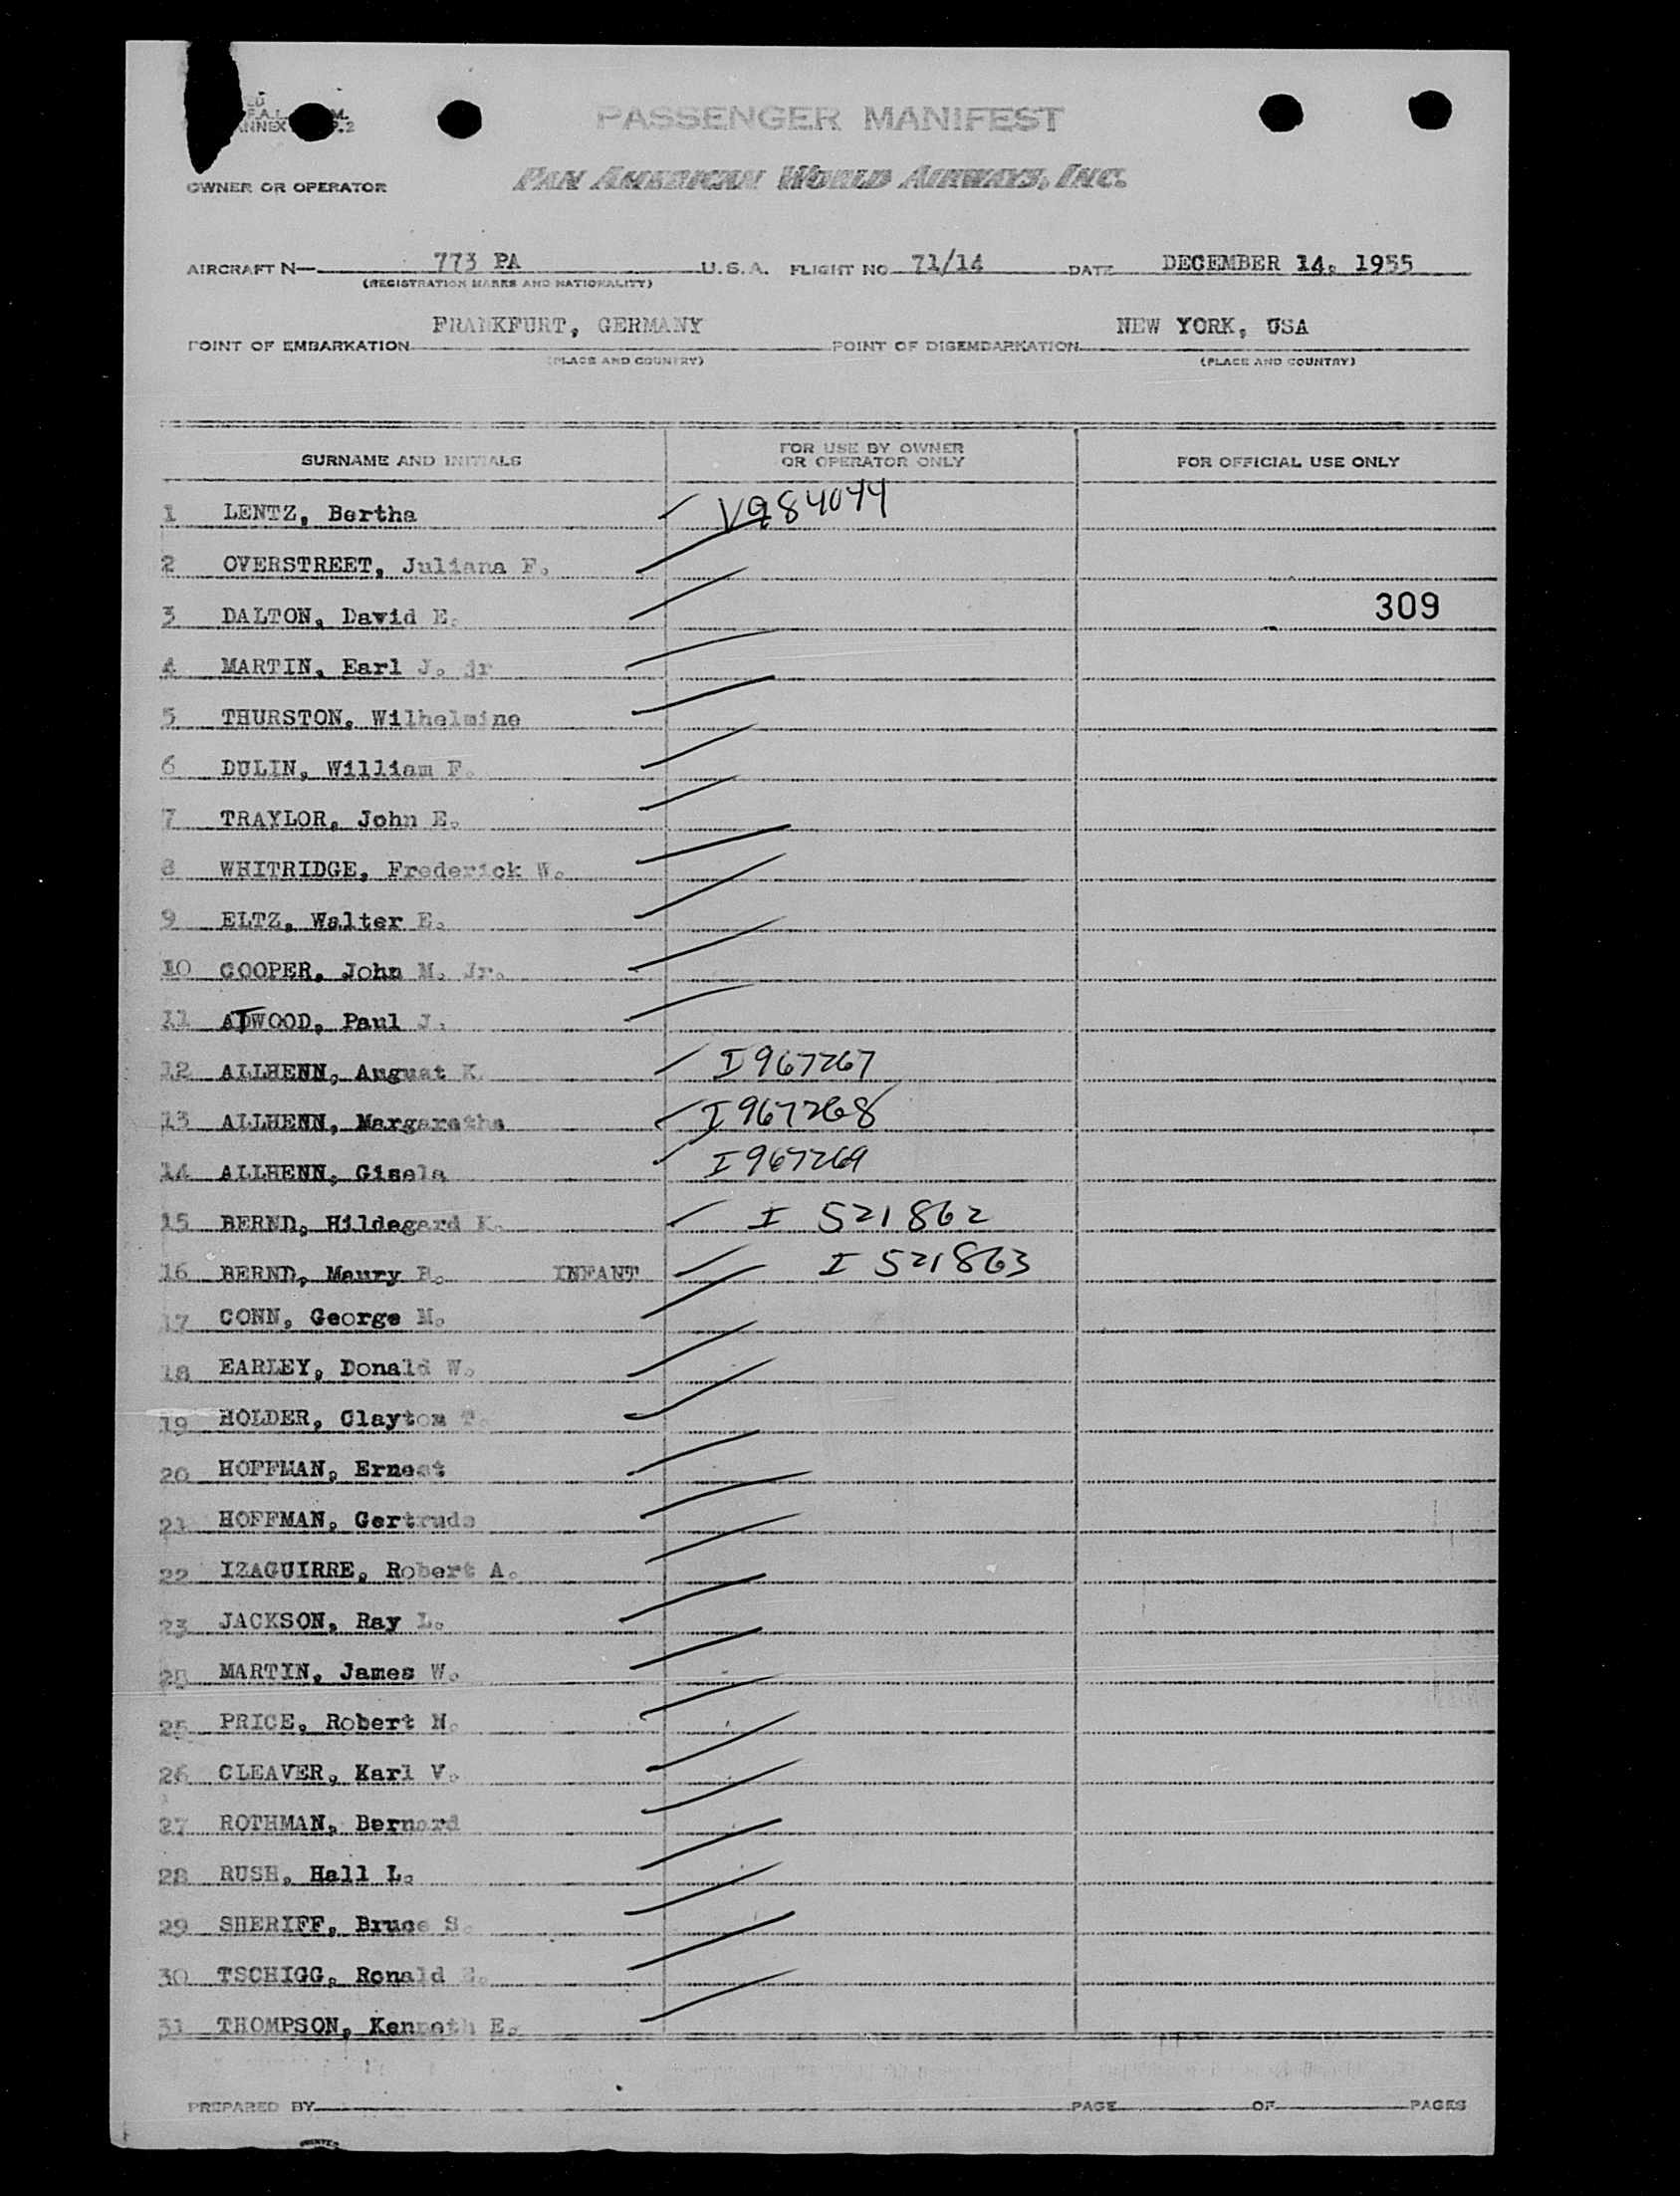 PASSENGER MANIFEST
OWNER OR OPERATOR PAN AMERICAN WORLD AIRWAYS, INC.
AIRCRAFT N— 773 PA U.S.A. FLIGHT NO 71/14 DATE DECEMBER 14, 1955
(REGISTRATION MARKS AND NATIONALITY)
FRANKFURT, GERMANY NEW YORK, USA
POINT OF EMBARKATION POINT OF DISEMBARKATION
(PLACE AND COUNTRY) (PLACE AND COUNTRY)
SURNAME AND INITIALS FOR USE BY OWNER OR OPERATOR ONLY FOR OFFICIAL USE ONLY
1 LENTZ, Bertha 84044
2 OVERSTREET, Juliana F.
3 DALTON, David E. 309
4 MARTIN, Earl J. jr
5 THURSTON, Wilhelmine
6 DULIN, William F.
7 TRAYLOR, John E.
8 WHITRIDGE, Frederick W.
9 ELTZ, Walter E.
10 COOPER, John M. Jr.
11 ATWOOD, Paul J.
12 ALLHENN, August K. I967267
13 ALLHENN, Margaretha I967268
14 ALLHENN, Gisela I967269
15 BERND, Hildegard K. I 521862
16 BERND, Maury B. INFANT I 521863
17 CONN, George M.
18 EARLEY, Donald W.
19 HOLDER, Clayton T.
20 HOFFMAN, Ernest
21 HOFFMAN, Gertrude
22 IZAGUIRRE, Robert A.
23 JACKSON, Ray L.
MARTIN, James W.
25 PRICE, Robert N.
26 CLEAVER, Karl V.
27 ROTHMAN, Bernard
28 RUSH, Hall L.
29 SHERIFF, Bruce S.
30 TSCHIGG, Ronald
31 THOMPSON, Kenneth E.
PREPARED BY PAGE OF PAGES